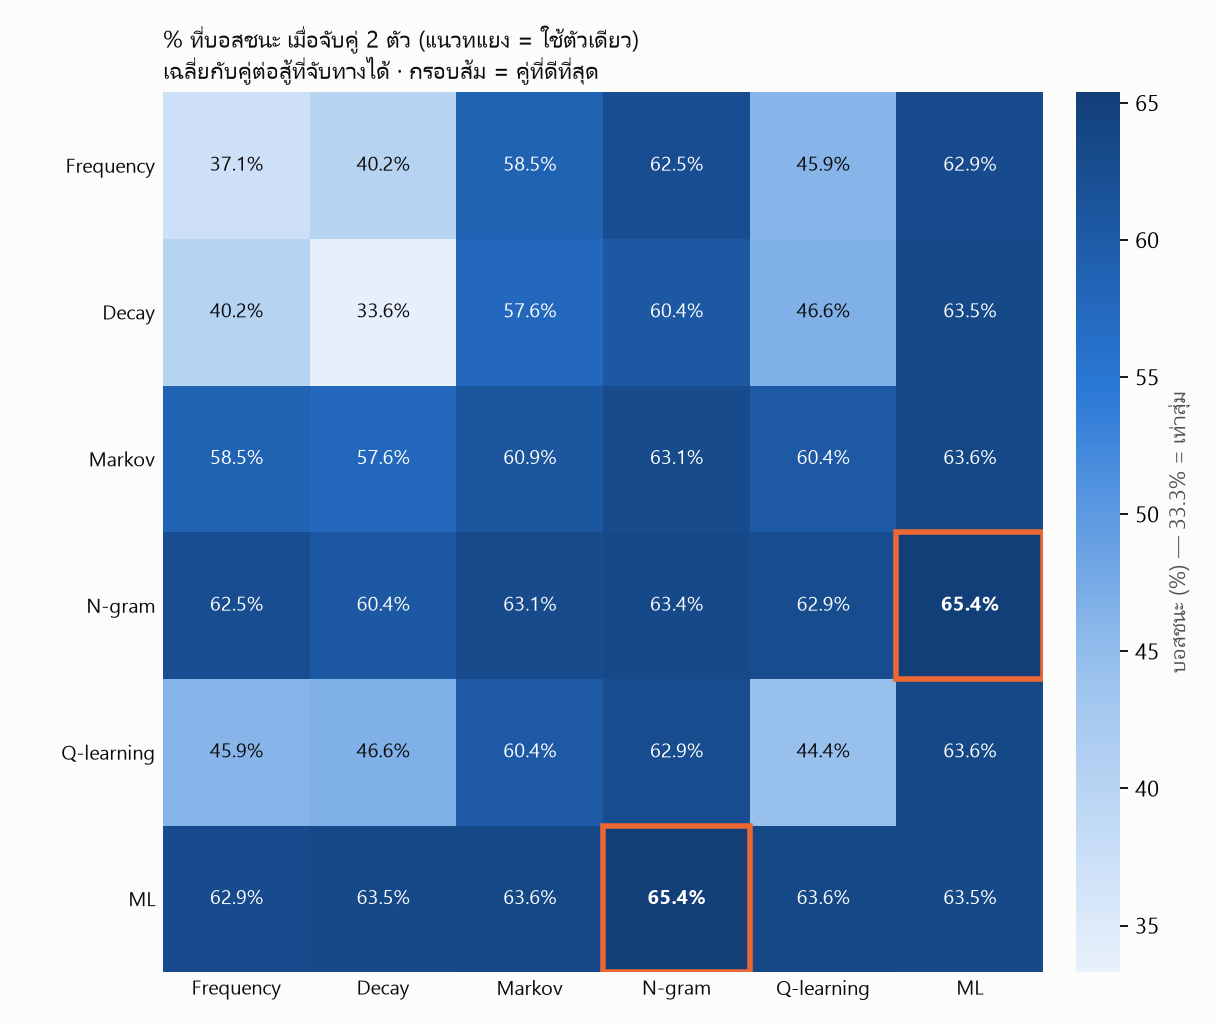 % ที่บอสชนะ เมื่อจับคู่ 2 ตัว (แนวทแยง = ใช้ตัวเดียว)
เฉลี่ยกับคู่ต่อสู้ที่จับทางได้ · กรอบส้ม = คู่ที่ดีที่สุด
Frequency 37.1% 40.2% 58.5% 62.5% 45.9% 62.9%
Decay 40.2% 33.6% 57.6% 60.4% 46.6% 63.5%
Markov 58.5% 57.6% 60.9% 63.1% 60.4% 63.6%
N-gram 62.5% 60.4% 63.1% 63.4% 62.9% 65.4%
Q-learning 45.9% 46.6% 60.4% 62.9% 44.4% 63.6%
ML 62.9% 63.5% 63.6% 65.4% 63.6% 63.5%
Frequency Decay Markov N-gram Q-learning ML
65
60
55
50
45
40
35
บอสชนะ (%) — 33.3% = เท่าสุ่ม